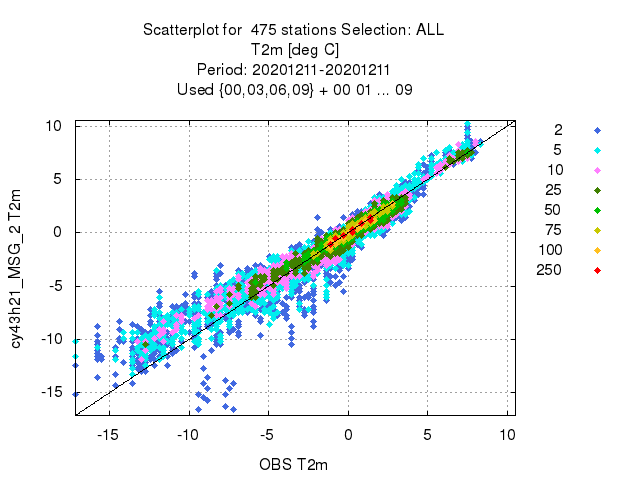 Scatterplot for 475 stations Selection: ALL
T2m [deg C]
Period: 20201211-20201211
Used {00,03,06,09} + 00 01 ... 09
10
5
0
-5
-10
-15
cy43h21_MSG_2 T2m
-15 -10 -5 0 5 10
OBS T2m
2
5
10
25
50
75
100
250